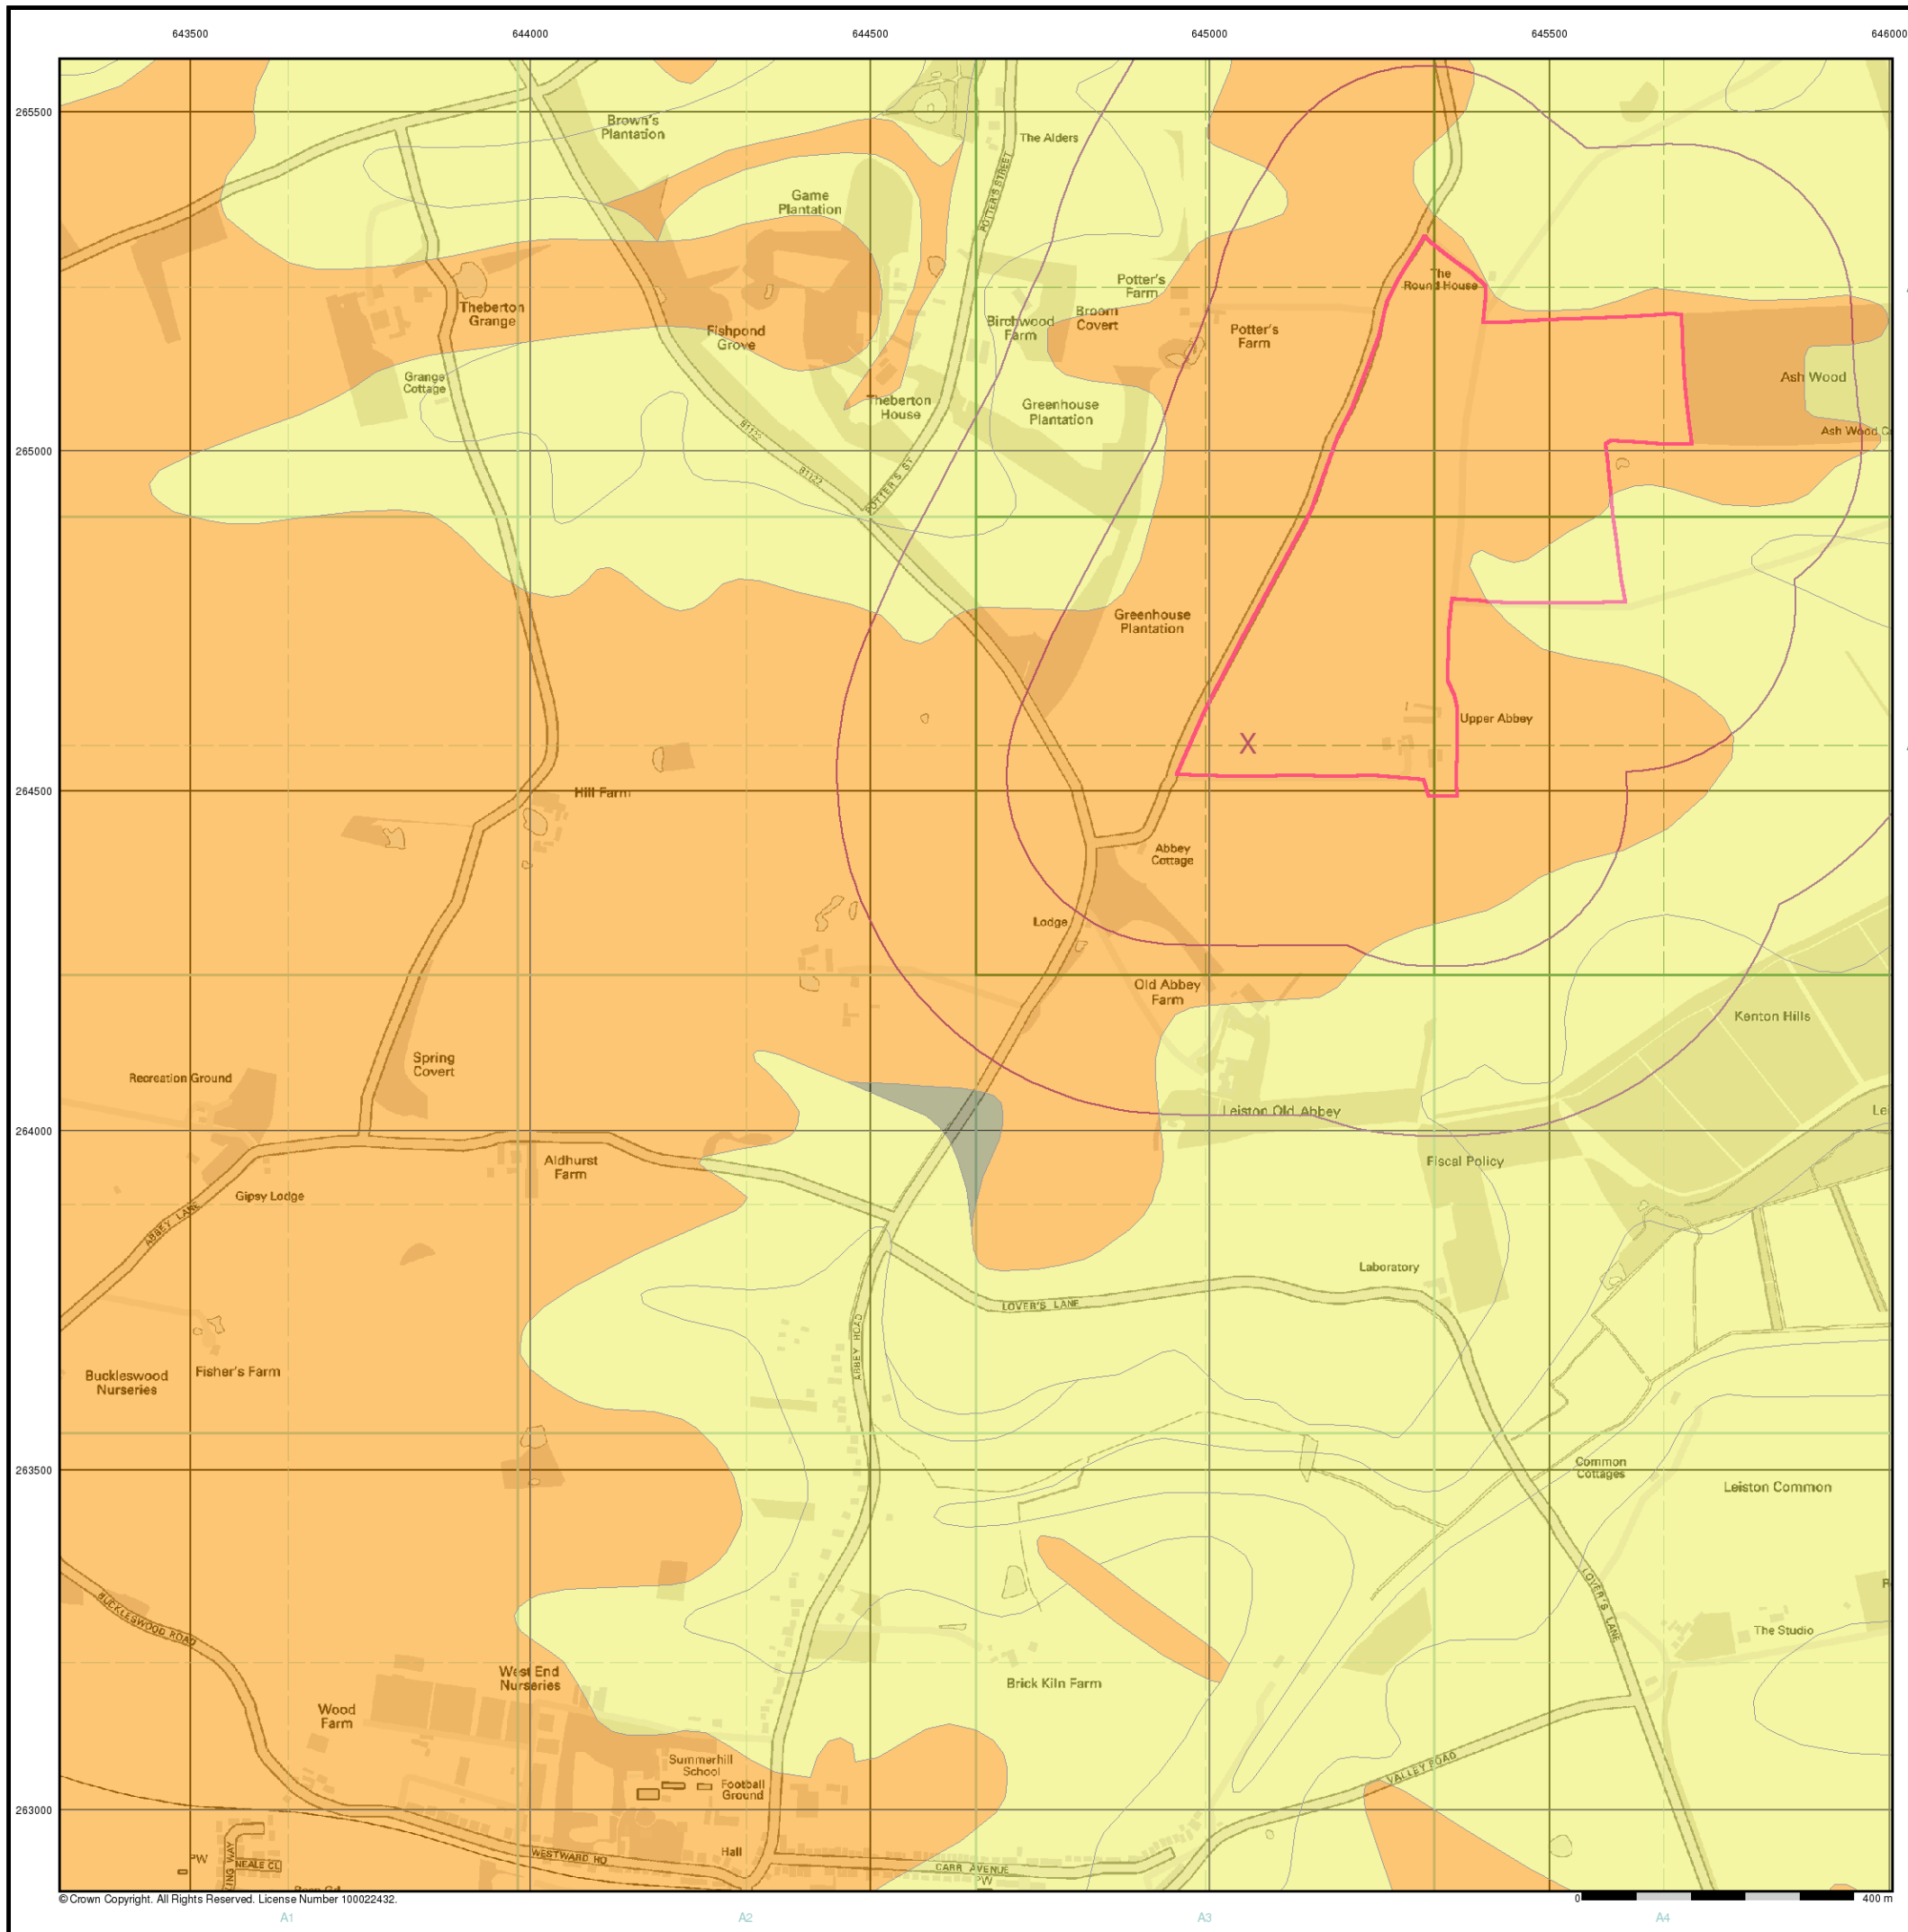 643500 644000 644500 645000 645500 646000
265500
Brown's
Plantation
The Alders
POTTER'S STREET
Game
Plantation
Theberton
Grange
Fishpond
Grove
Birchwood
Farm
Potter's
Farm
Broom
Covert
Potter's
Farm
The
Round House
Grange
Cottage
Theberton
House
Greenhouse
Plantation
Ash Wood
Ash Wood C
B1122
B1122
POTTER'S ST
265000
Greenhouse
Plantation
Upper Abbey
X
Hill Farm
264500
Abbey
Cottage
Lodge
Old Abbey
Farm
Kenton Hills
Spring
Covert
Recreation Ground
Leiston Old Abbey
Le
264000
Aldhurst
Farm
Fiscal Policy
Gipsy Lodge
ABBEY LANE
Laboratory
LOVER'S LANE
ABBEY ROAD
Buckleswood
Nurseries
Fisher's Farm
263500
Common
Cottages
Leiston Common
BUCKLESWOOD ROAD
LOVER'S LANE
The Studio
West End
Nurseries
Brick Kiln Farm
Wood
Farm
Summerhill
School
Football
Ground
VALLEY ROAD
263000
Hall
WESTWARD HO
CARR AVENUE
PW
PW
NEALE CL
LING WAY
© Crown Copyright. All Rights Reserved. License Number 100022432.
0 400 m
A1 A2 A3 A4